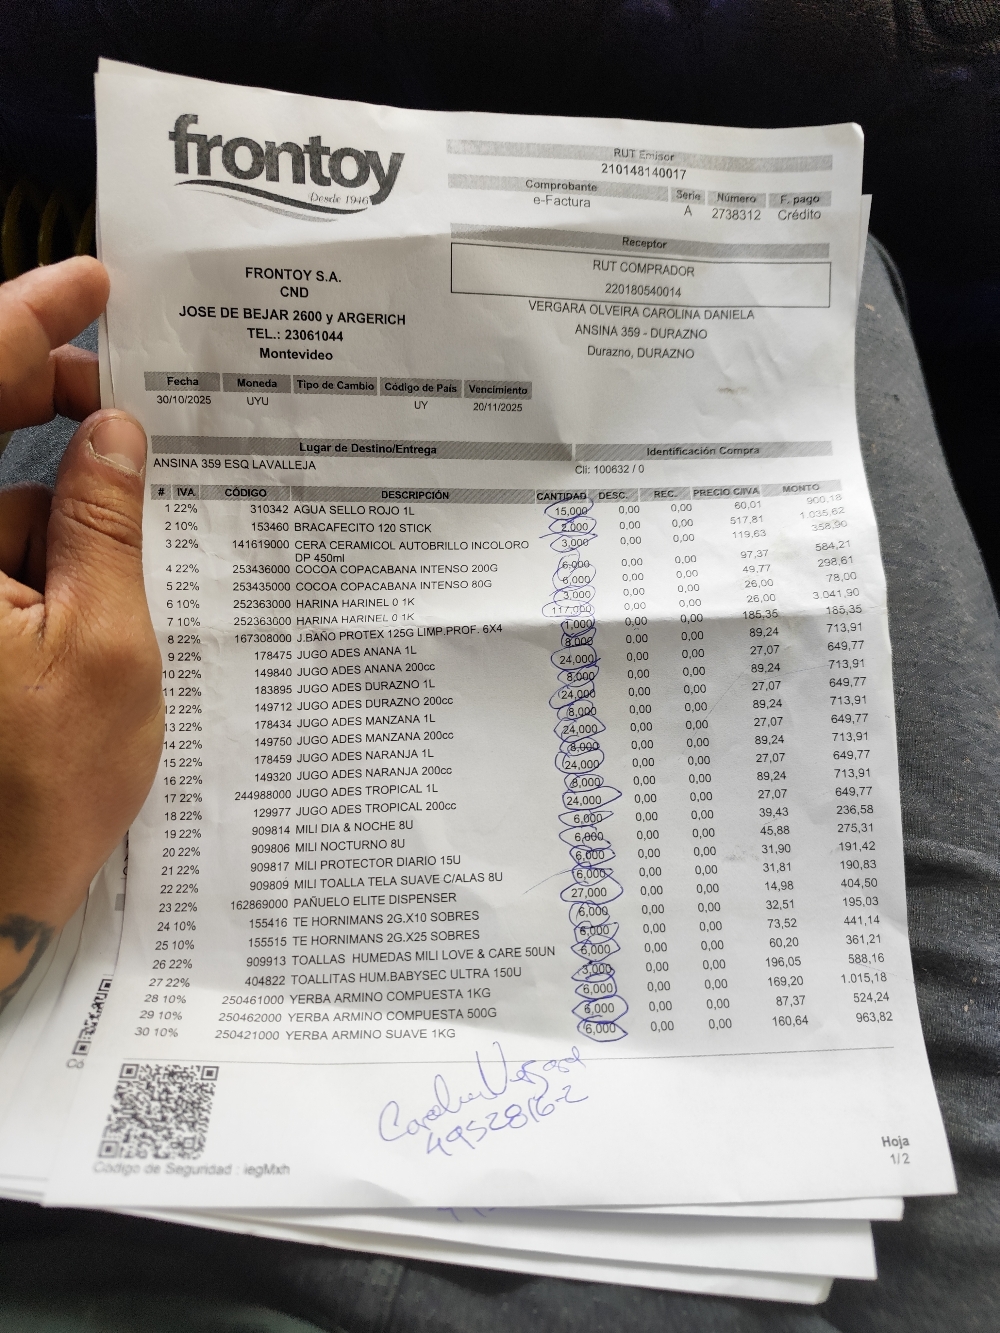 frontoy
Desde 1946
RUT Emisor
210148140017
Comprobante Serie Número F. pago
e-Factura A 2738312 Crédito
Receptor
RUT COMPRADOR
220180540014
VERGARA OLVEIRA CAROLINA DANIELA
ANSINA 359 - DURAZNO
Durazno, DURAZNO
FRONTOY S.A.
CND
JOSE DE BEJAR 2600 y ARGERICH
TEL.: 23061044
Montevideo
Fecha Moneda Tipo de Cambio Código de País Vencimiento
30/10/2025 UYU UY 20/11/2025
Lugar de Destino/Entrega Identificación Compra
ANSINA 359 ESQ LAVALLEJA Cli: 100632 / 0
# IVA CÓDIGO DESCRIPCIÓN CANTIDAD DESC. REC. PRECIO C/IVA MONTO
1 22% 310342 AGUA SELLO ROJO 1L 15,000 0,00 0,00 60,01 900,18
2 10% 153460 BRACAFECITO 120 STICK 2,000 0,00 0,00 517,81 1.035,62
3 22% 141619000 CERA CERAMICOL AUTOBRILLO INCOLORO 3,000 0,00 0,00 119,63 358,90
DP 450ml
4 22% 253436000 COCOA COPACABANA INTENSO 200G 6,000 0,00 0,00 97,37 584,21
5 22% 253435000 COCOA COPACABANA INTENSO 80G 6,000 0,00 0,00 49,77 298,61
6 10% 252363000 HARINA HARINEL 0 1K 3,000 0,00 0,00 26,00 78,00
7 10% 252363000 HARINA HARINEL 0 1K 117,000 0,00 0,00 26,00 3.041,90
8 22% 167308000 J.BAÑO PROTEX 125G LIMP.PROF. 6X4 1,000 0,00 0,00 185,35 185,35
9 22% 178475 JUGO ADES ANANA 1L 8,000 0,00 0,00 89,24 713,91
10 22% 149840 JUGO ADES ANANA 200cc 24,000 0,00 0,00 27,07 649,77
11 22% 183895 JUGO ADES DURAZNO 1L 8,000 0,00 0,00 89,24 713,91
12 22% 149712 JUGO ADES DURAZNO 200cc 24,000 0,00 0,00 27,07 649,77
13 22% 178434 JUGO ADES MANZANA 1L 8,000 0,00 0,00 89,24 713,91
14 22% 149750 JUGO ADES MANZANA 200cc 24,000 0,00 0,00 27,07 649,77
15 22% 178459 JUGO ADES NARANJA 1L 8,000 0,00 0,00 89,24 713,91
16 22% 149320 JUGO ADES NARANJA 200cc 24,000 0,00 0,00 27,07 649,77
17 22% 244988000 JUGO ADES TROPICAL 1L 8,000 0,00 0,00 89,24 713,91
18 22% 129977 JUGO ADES TROPICAL 200cc 24,000 0,00 0,00 27,07 649,77
19 22% 909814 MILI DIA & NOCHE 8U 6,000 0,00 0,00 39,43 236,58
20 22% 909806 MILI NOCTURNO 8U 6,000 0,00 0,00 45,88 275,31
21 22% 909817 MILI PROTECTOR DIARIO 15U 6,000 0,00 0,00 31,90 191,42
22 22% 909809 MILI TOALLA TELA SUAVE C/ALAS 8U 6,000 0,00 0,00 31,81 190,83
23 22% 162869000 PAÑUELO ELITE DISPENSER 27,000 0,00 0,00 14,98 404,50
24 10% 155416 TE HORNIMANS 2G.X10 SOBRES 6,000 0,00 0,00 32,51 195,03
25 10% 155515 TE HORNIMANS 2G.X25 SOBRES 6,000 0,00 0,00 73,52 441,14
26 22% 909913 TOALLAS HUMEDAS MILI LOVE & CARE 50UN 6,000 0,00 0,00 60,20 361,21
27 22% 404822 TOALLITAS HUM.BABYSEC ULTRA 150U 3,000 0,00 0,00 196,05 588,16
28 10% 250461000 YERBA ARMINO COMPUESTA 1KG 6,000 0,00 0,00 169,20 1.015,18
29 10% 250462000 YERBA ARMINO COMPUESTA 500G 6,000 0,00 0,00 87,37 524,24
30 10% 250421000 YERBA ARMINO SUAVE 1KG 6,000 0,00 0,00 160,64 963,82
Carolina Vergara
4952816-2
Código de Seguridad : iegMxh
Hoja
1/2